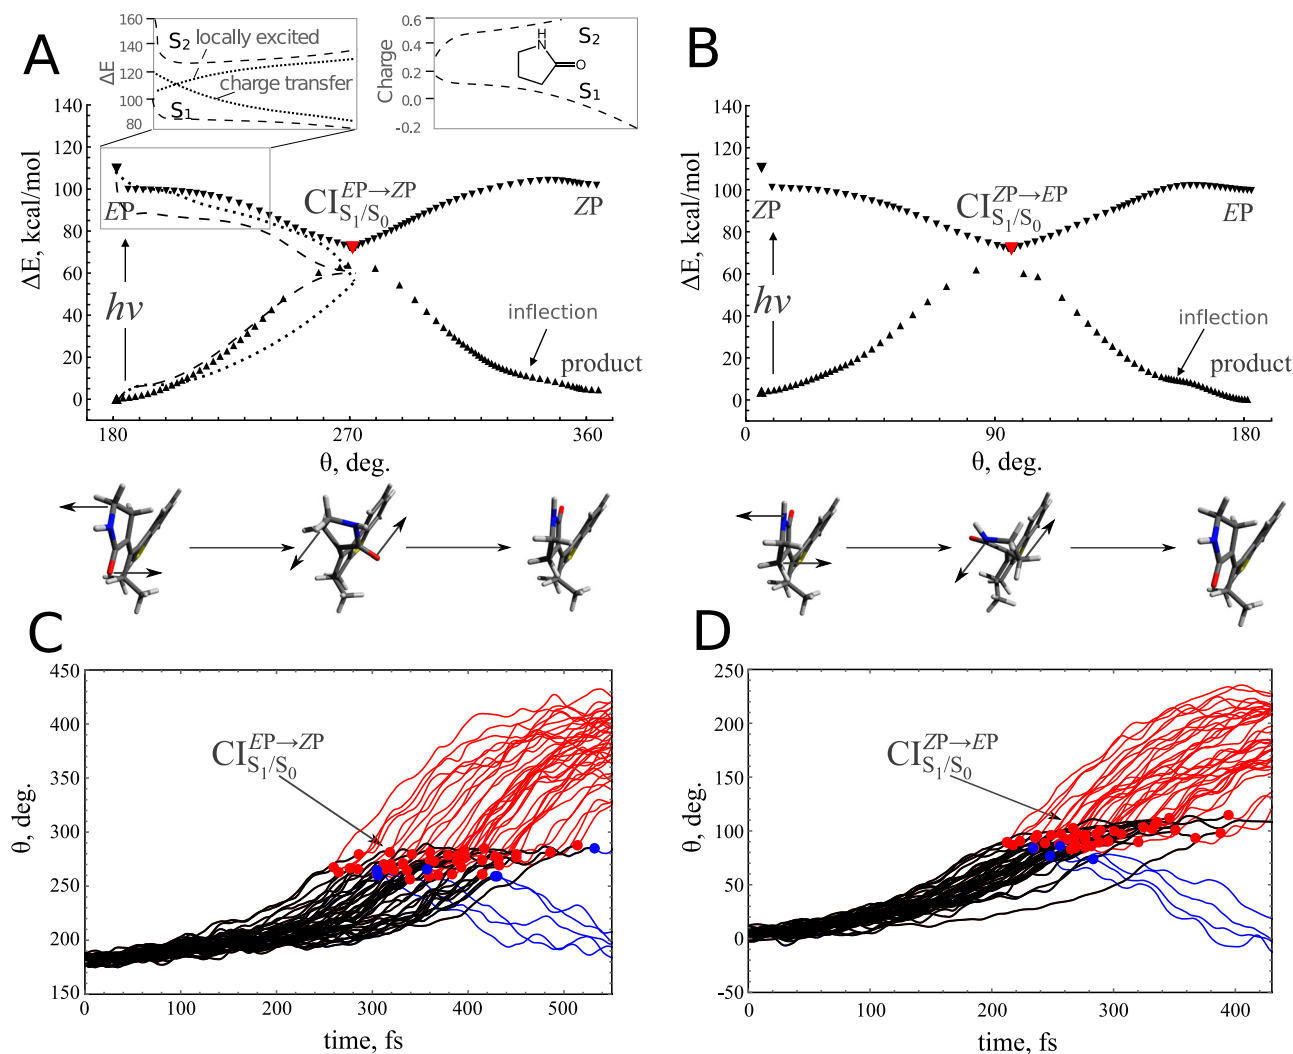 A
160
140
120
100
80
ΔE
S2
locally excited
charge transfer
S1
0.6
0.4
0.2
0.0
-0.2
Charge
H
N
O
S2
S1
140
120
100
80
60
40
20
0
ΔE, kcal/mol
EP
hν
CI EP→ZP S1/S0
ZP
inflection
product
180 270 360
θ, deg.
B
140
120
100
80
60
40
20
0
ΔE, kcal/mol
ZP
hν
CI ZP→EP S1/S0
EP
inflection
product
0 90 180
θ, deg.
C
450
400
350
300
250
200
150
θ, deg.
CI EP→ZP S1/S0
0 100 200 300 400 500
time, fs
D
250
200
150
100
50
0
-50
θ, deg.
CI ZP→EP S1/S0
0 100 200 300 400
time, fs